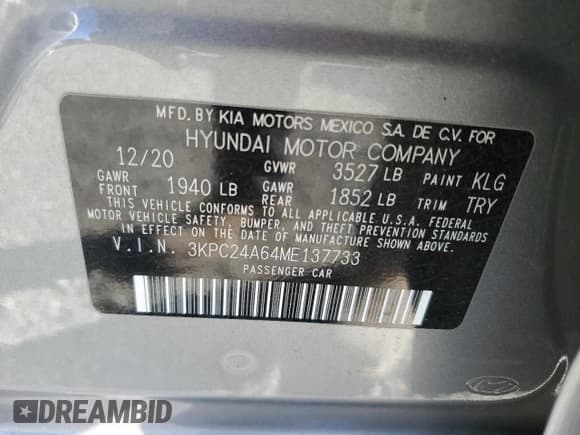 MFD. BY KIA MOTORS MEXICO S.A. DE C.V. FOR
HYUNDAI MOTOR COMPANY
12/20 GVWR 3527 LB PAINT KLG
GAWR FRONT 1940 LB GAWR REAR 1852 LB TRIM TRY
THIS VEHICLE CONFORMS TO ALL APPLICABLE U.S.A. FEDERAL
MOTOR VEHICLE SAFETY, BUMPER, AND THEFT PREVENTION STANDARDS
IN EFFECT ON THE DATE OF MANUFACTURE SHOWN ABOVE.
V.I.N. 3KPC24A64ME137733
PASSENGER CAR
DREAMBID